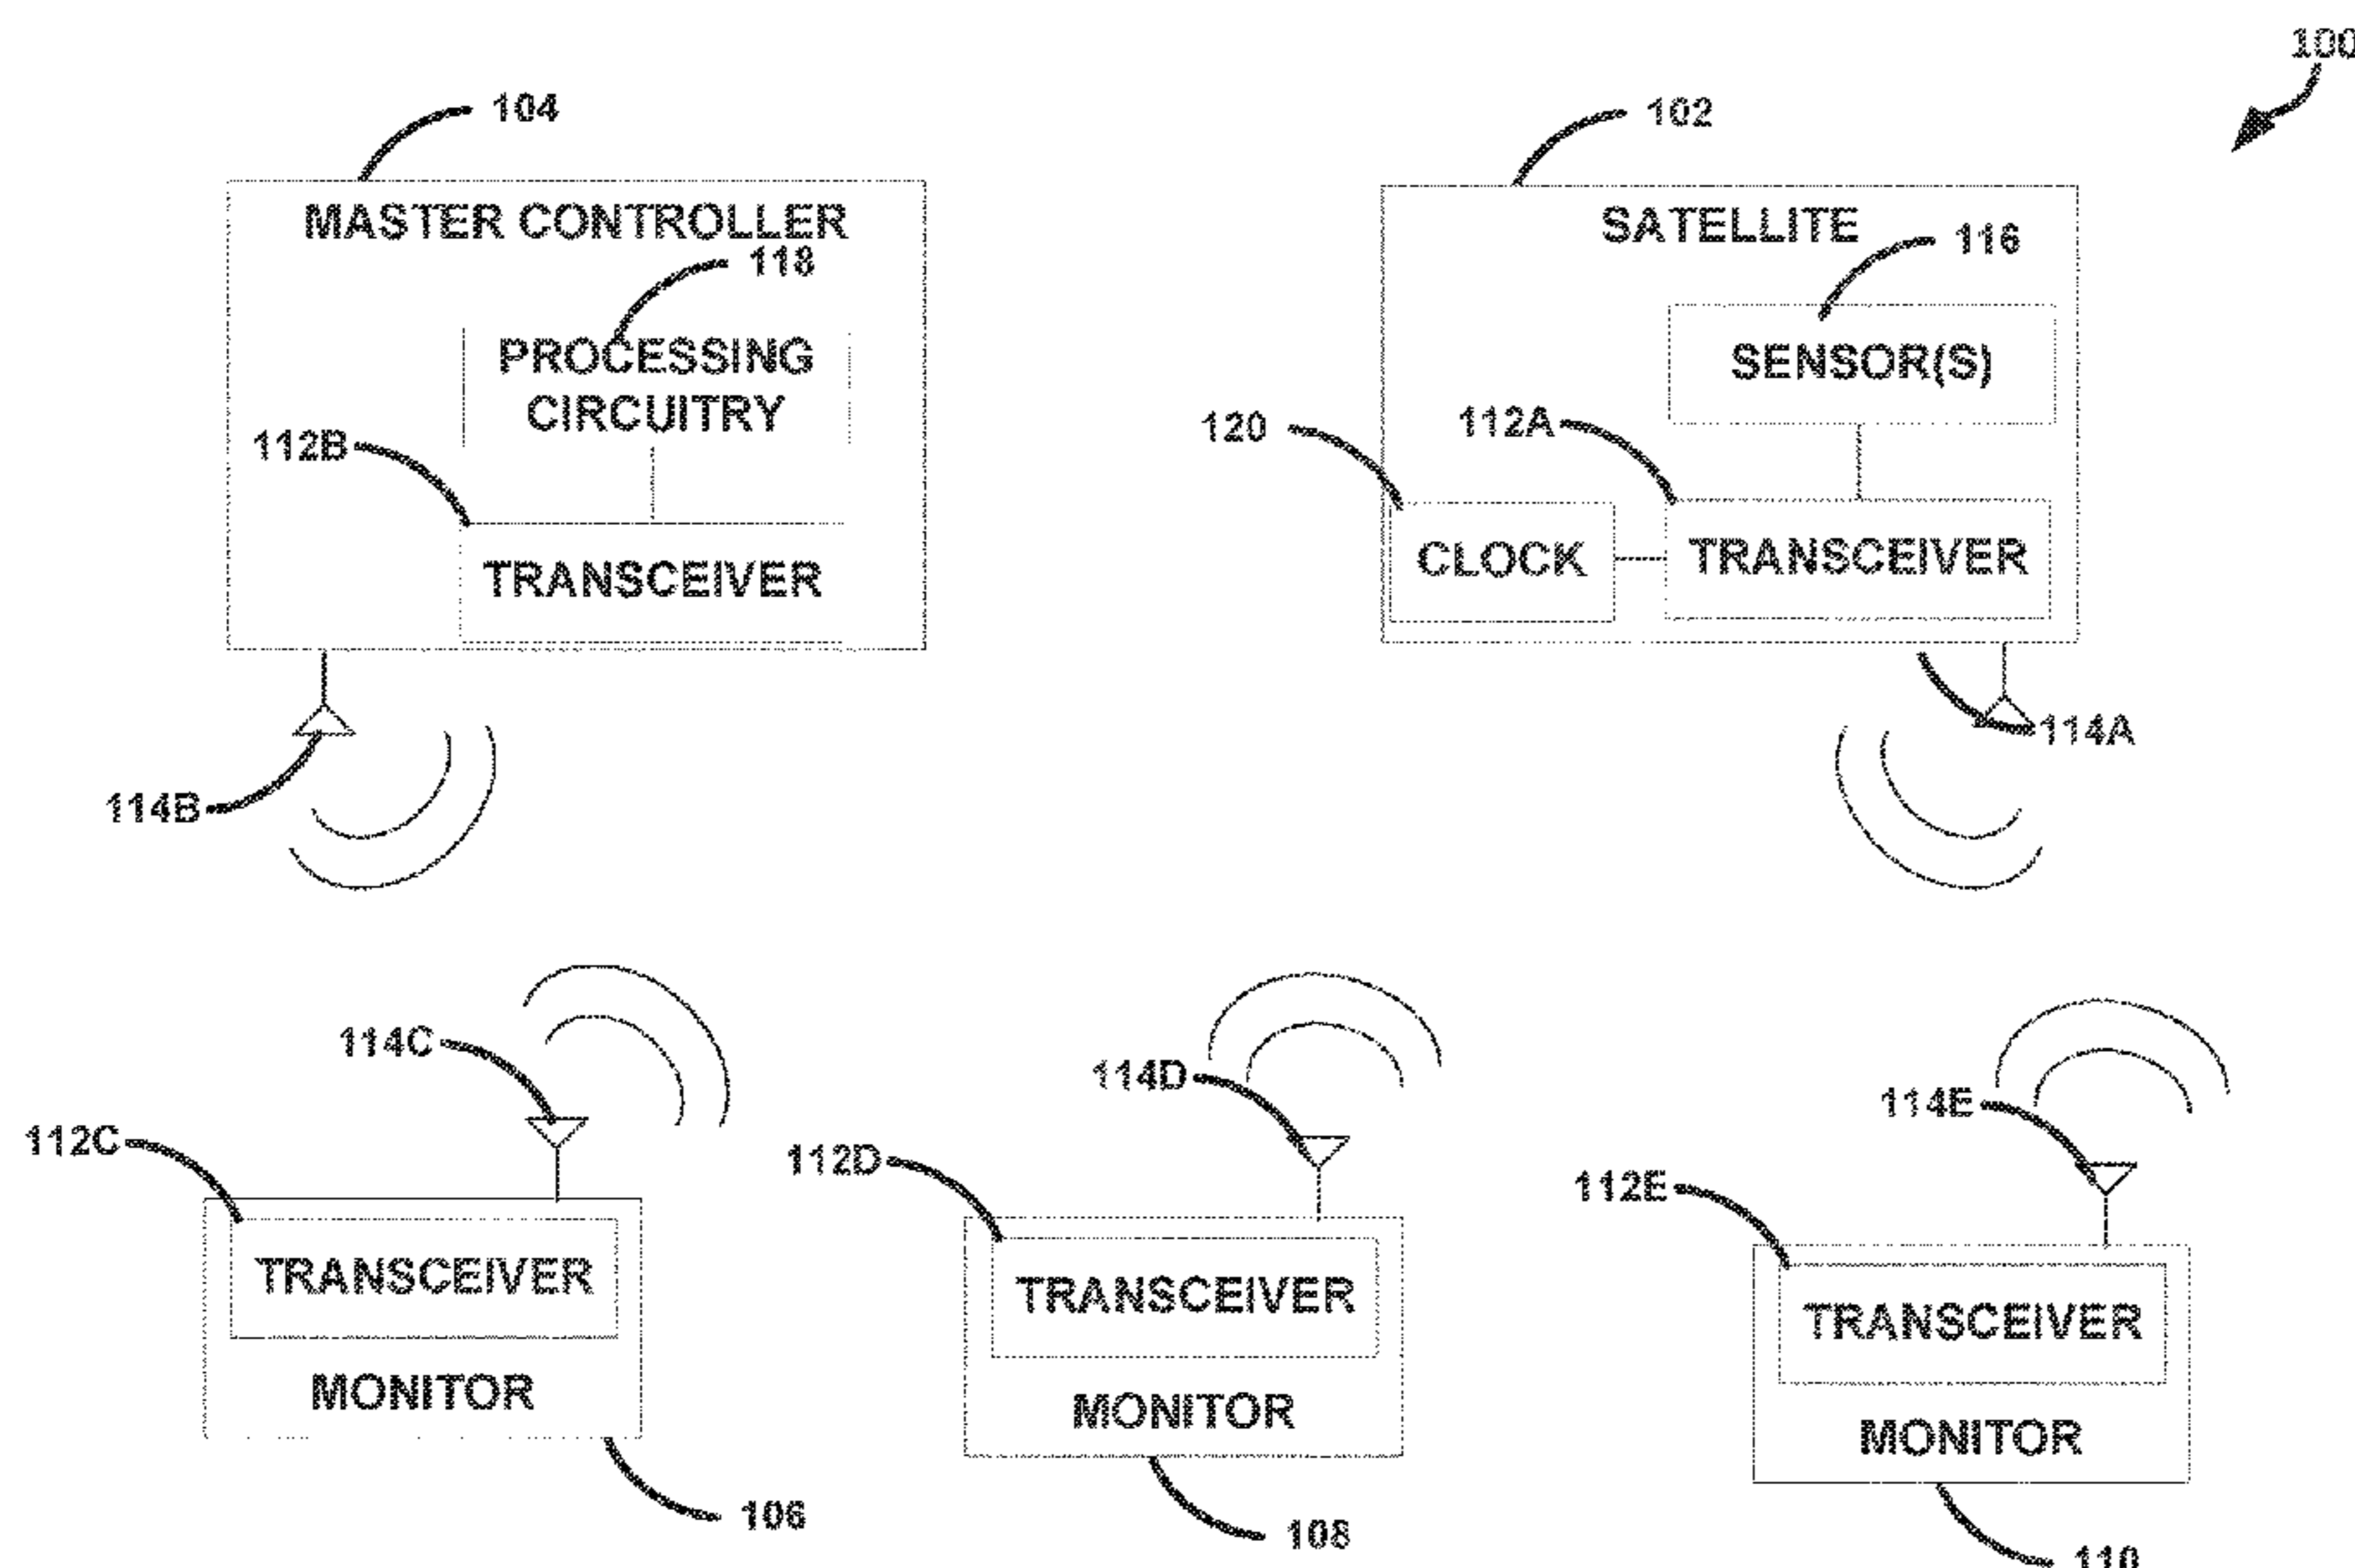 100
104
102
MASTER CONTROLLER
118
PROCESSING
CIRCUITRY
112B
TRANSCEIVER
114B
SATELLITE
116
SENSOR(S)
120
112A
CLOCK
TRANSCEIVER
114A
114C
112C
TRANSCEIVER
MONITOR
106
114D
112D
TRANSCEIVER
MONITOR
108
114E
112E
TRANSCEIVER
MONITOR
110